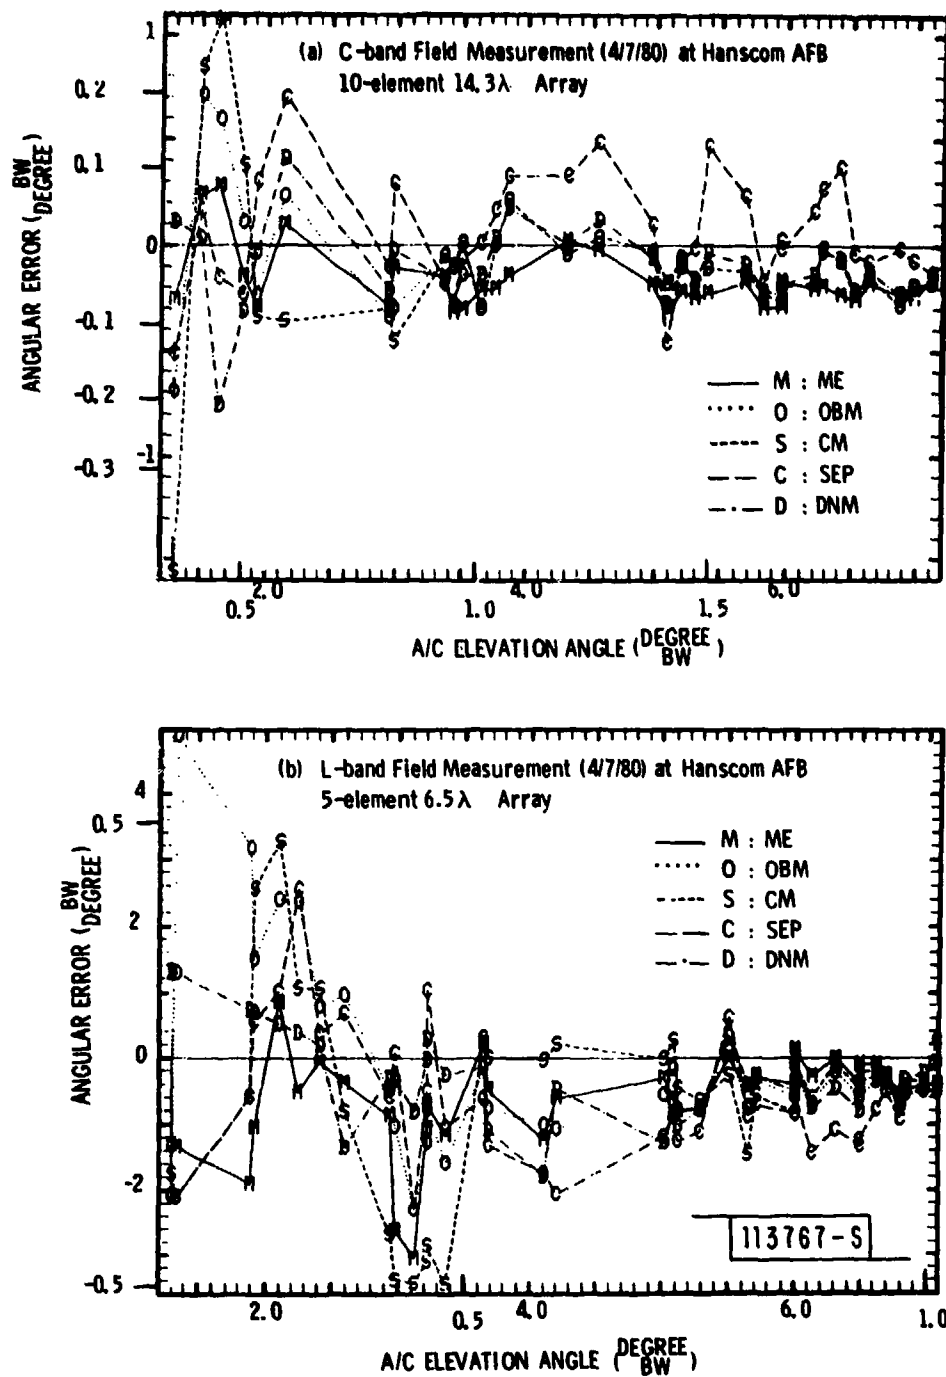 (a) C-band Field Measurement (4/7/80) at Hanscom AFB
10-element 14.3λ Array
1
0.2
0.1
0
-0.1
-0.2
-1
-0.3
ANGULAR ERROR (BW DEGREE)
M : ME
O : OBM
S : CM
C : SEP
D : DNM
2.0
4.0
6.0
0.5
1.0
1.5
A/C ELEVATION ANGLE (DEGREE BW)
(b) L-band Field Measurement (4/7/80) at Hanscom AFB
5-element 6.5λ Array
4
0.5
2
0
-2
-0.5
ANGULAR ERROR (BW DEGREE)
M : ME
O : OBM
S : CM
C : SEP
D : DNM
113767-S
2.0
0.5
4.0
6.0
1.0
A/C ELEVATION ANGLE (DEGREE BW)